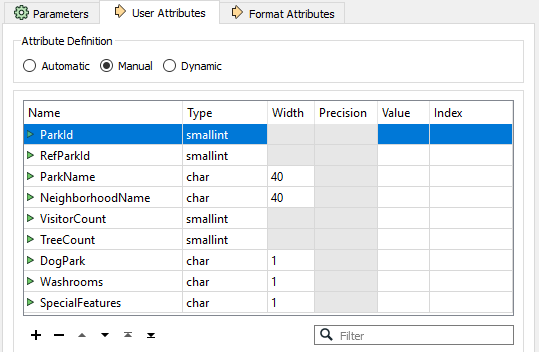 Parameters User Attributes Format Attributes
Attribute Definition
Automatic Manual Dynamic
Name Type Width Precision Value Index
ParkId smallint
RefParkId smallint
ParkName char 40
NeighborhoodName char 40
VisitorCount smallint
TreeCount smallint
DogPark char 1
Washrooms char 1
SpecialFeatures char 1
Filter